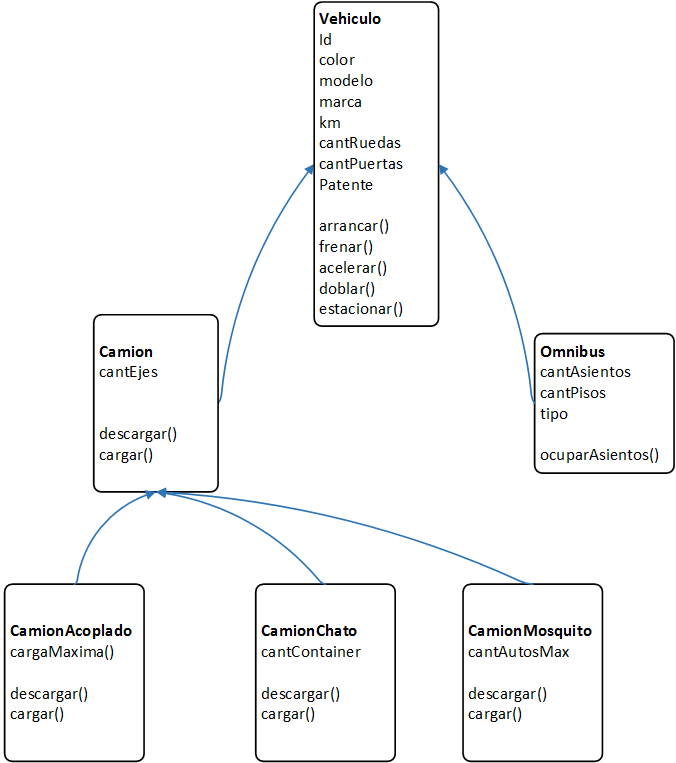 Vehiculo
Id
color
modelo
marca
km
cantRuedas
cantPuertas
Patente
arrancar()
frenar()
acelerar()
doblar()
estacionar()
Camion
cantEjes
descargar()
cargar()
Omnibus
cantAsientos
cantPisos
tipo
ocuparAsientos()
CamionAcoplado
cargaMaxima()
descargar()
cargar()
CamionChato
cantContainer
descargar()
cargar()
CamionMosquito
cantAutosMax
descargar()
cargar()